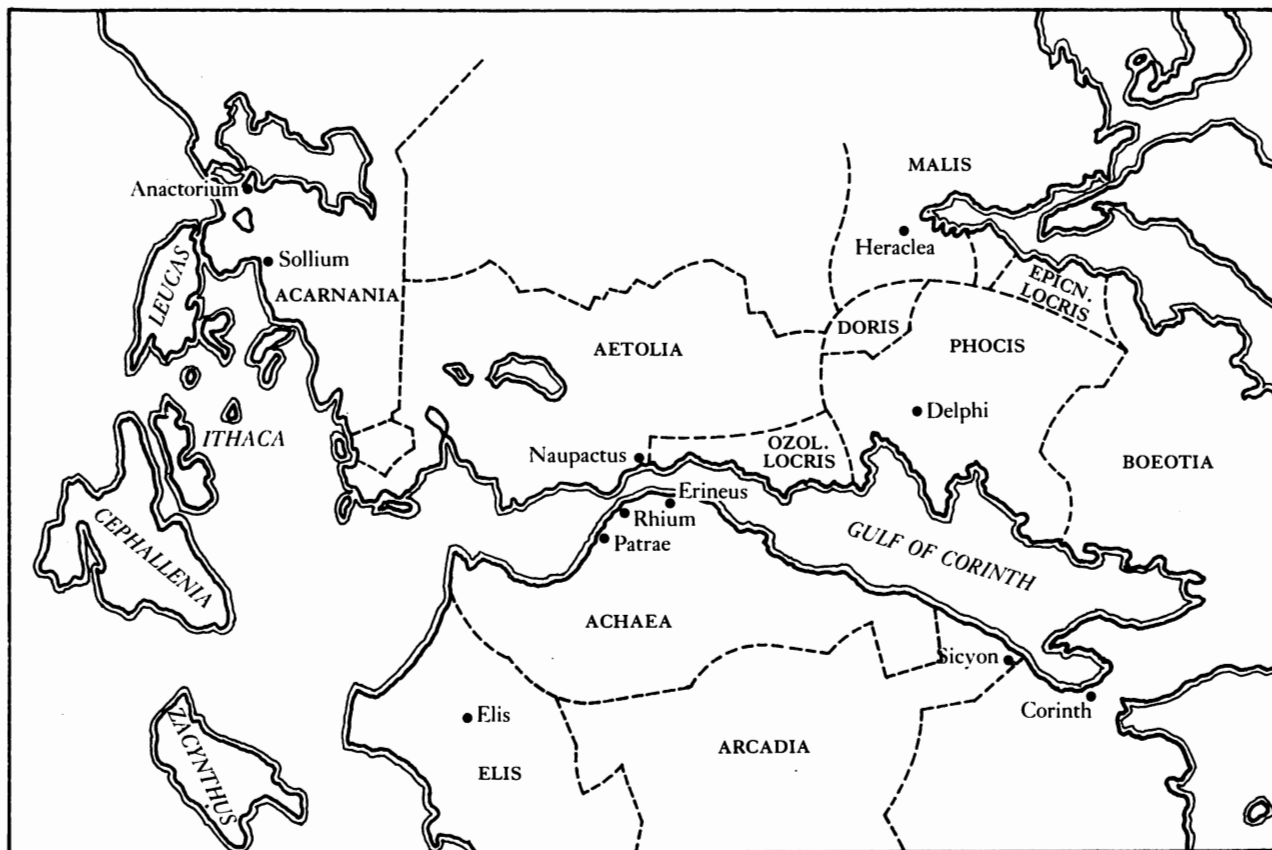 MALIS
Anactorium
Heraclea
Sollium
LEUCAS
ACARNANIA
EPICN.
LOCRIS
DORIS
AETOLIA
PHOCIS
Delphi
ITHACA
Naupactus
OZOL.
LOCRIS
BOEOTIA
Erineus
Rhium
Patrae
GULF OF CORINTH
CEPHALLENIA
ACHAEA
Sicyon
Corinth
Elis
ZACYNTHUS
ARCADIA
ELIS